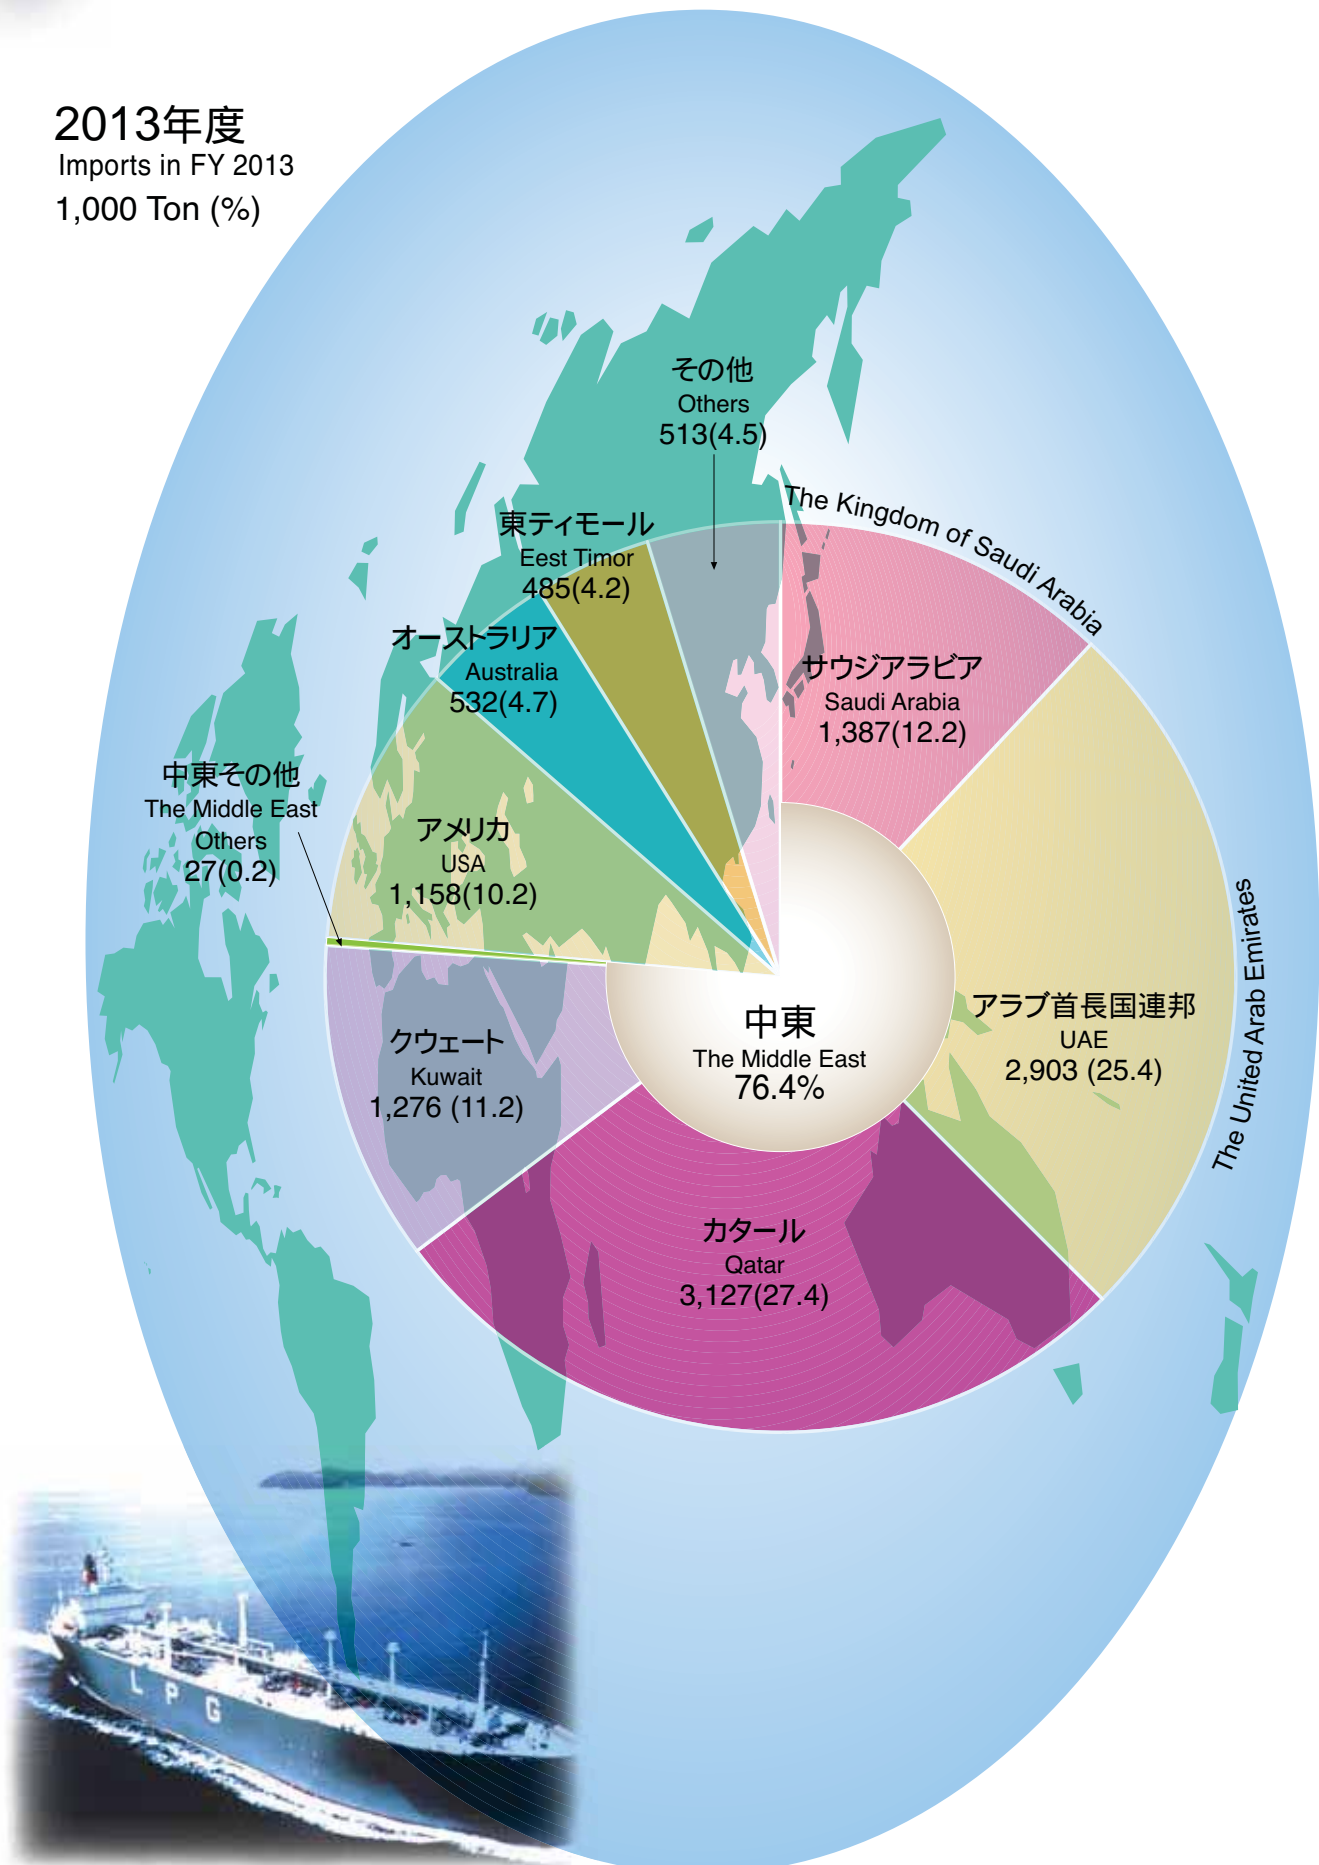 2013年度
Imports in FY 2013
1,000 Ton (%)
その他
Others
513(4.5)
The Kingdom of Saudi Arabia
東ティモール
Eest Timor
485(4.2)
オーストラリア
Australia
532(4.7)
サウジアラビア
Saudi Arabia
1,387(12.2)
中東その他
The Middle East
Others
27(0.2)
アメリカ
USA
1,158(10.2)
The United Arab Emirates
アラブ首長国連邦
UAE
2,903 (25.4)
中東
The Middle East
76.4%
クウェート
Kuwait
1,276 (11.2)
カタール
Qatar
3,127(27.4)
LPG